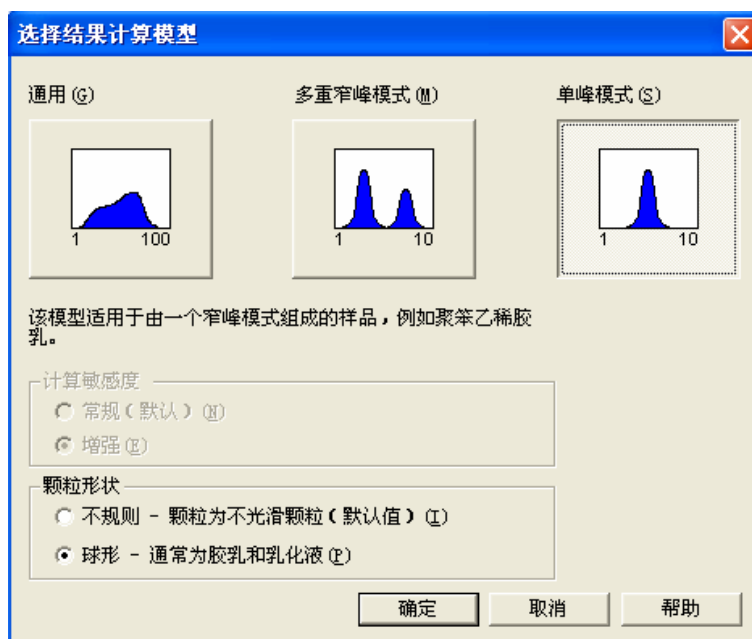 选择结果计算模型
通用(G)
多重窄峰模式(M)
单峰模式(S)
1 100
1 10
1 10
该模型适用于由一个窄峰模式组成的样品，例如聚笨乙稀胶
乳。
计算敏感度
常规(默认)(N)
增强(E)
颗粒形状
不规则 - 颗粒为不光滑颗粒(默认值)(I)
球形 - 通常为胶乳和乳化液(P)
确定
取消
帮助